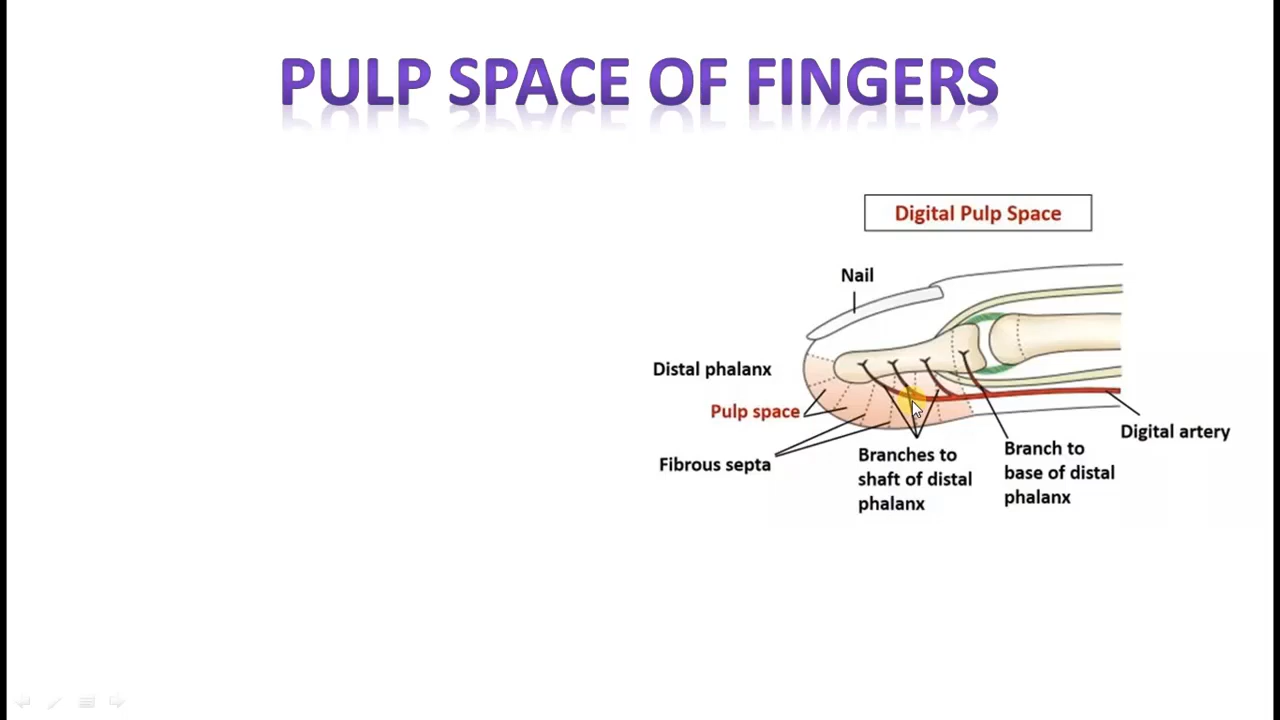 PULP SPACE OF FINGERS
Digital Pulp Space
Nail
Distal phalanx
Pulp space
Fibrous septa
Branches to
shaft of distal
phalanx
Branch to
base of distal
phalanx
Digital artery